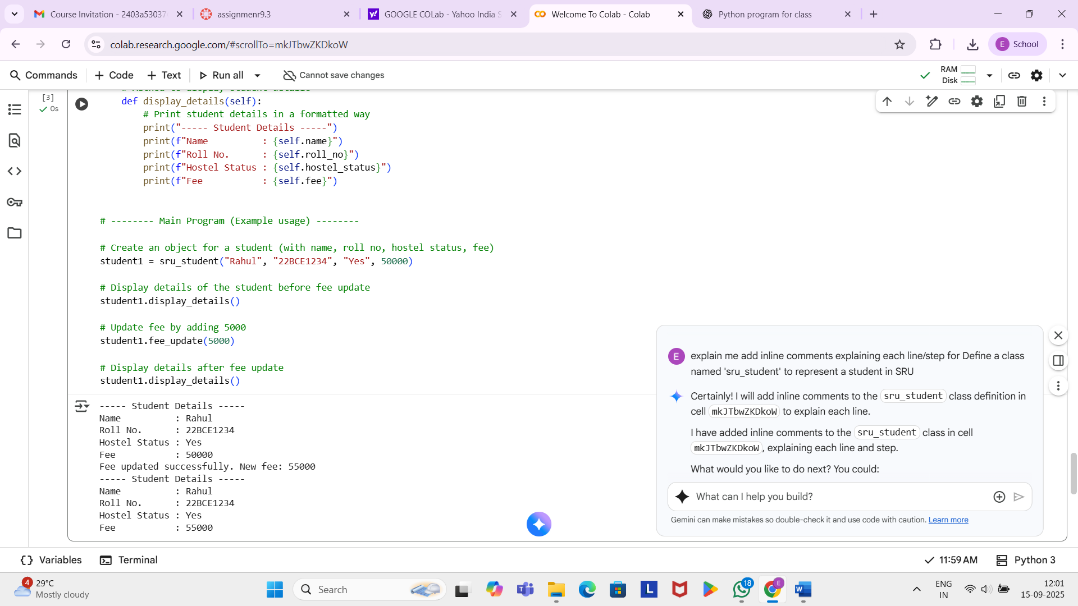 Course Invitation - 2403a53037
assignmenr9.3
GOOGLE COLab - Yahoo India S
Welcome To Colab - Colab
Python program for class
colab.research.google.com/#scrollTo=mkJTbwZKDkoW
E School
Commands + Code + Text Run all Cannot save changes RAM Disk
[3]
0s
def display_details(self):
# Print student details in a formatted way
print("----- Student Details -----")
print(f"Name : {self.name}")
print(f"Roll No. : {self.roll_no}")
print(f"Hostel Status : {self.hostel_status}")
print(f"Fee : {self.fee}")
# -------- Main Program (Example usage) --------
# Create an object for a student (with name, roll no, hostel status, fee)
student1 = sru_student("Rahul", "22BCE1234", "Yes", 50000)
# Display details of the student before fee update
student1.display_details()
# Update fee by adding 5000
student1.fee_update(5000)
# Display details after fee update
student1.display_details()
----- Student Details -----
Name : Rahul
Roll No. : 22BCE1234
Hostel Status : Yes
Fee : 50000
Fee updated successfully. New fee: 55000
----- Student Details -----
Name : Rahul
Roll No. : 22BCE1234
Hostel Status : Yes
Fee : 55000
E explain me add inline comments explaining each line/step for Define a class
named 'sru_student' to represent a student in SRU
Certainly! I will add inline comments to the sru_student class definition in
cell mkJTbwZKDkoW to explain each line.
I have added inline comments to the sru_student class in cell
mkJTbwZKDkoW, explaining each line and step.
What would you like to do next? You could:
What can I help you build?
Gemini can make mistakes so double-check it and use code with caution. Learn more
{} Variables Terminal 11:59 AM Python 3
4 29°C
Mostly cloudy
Search
18
ENG
IN
12:01
15-09-2025